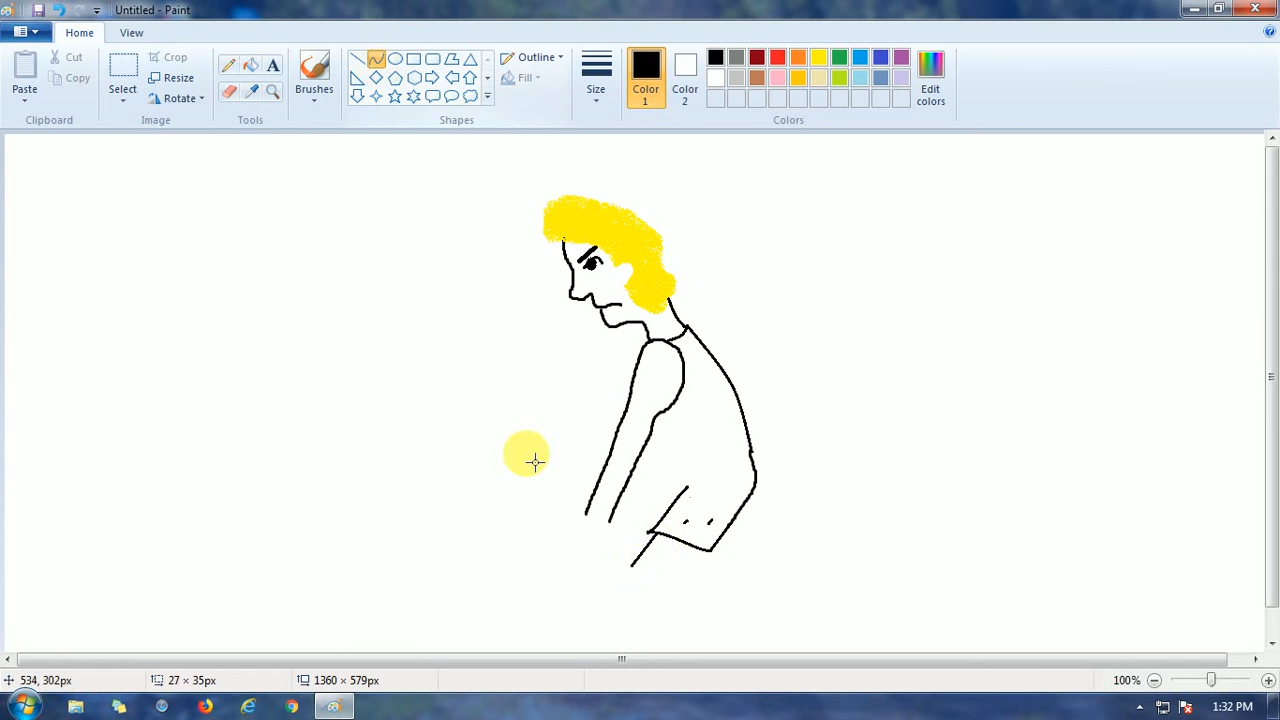 Untitled - Paint
Home
View
Paste
Cut
Copy
Clipboard
Select
Crop
Resize
Rotate
Image
A
Tools
Brushes
Outline
Fill
Shapes
Size
Color
1
Color
2
Edit
colors
Colors
534, 302px
27 × 35px
1360 × 579px
100%
1:32 PM